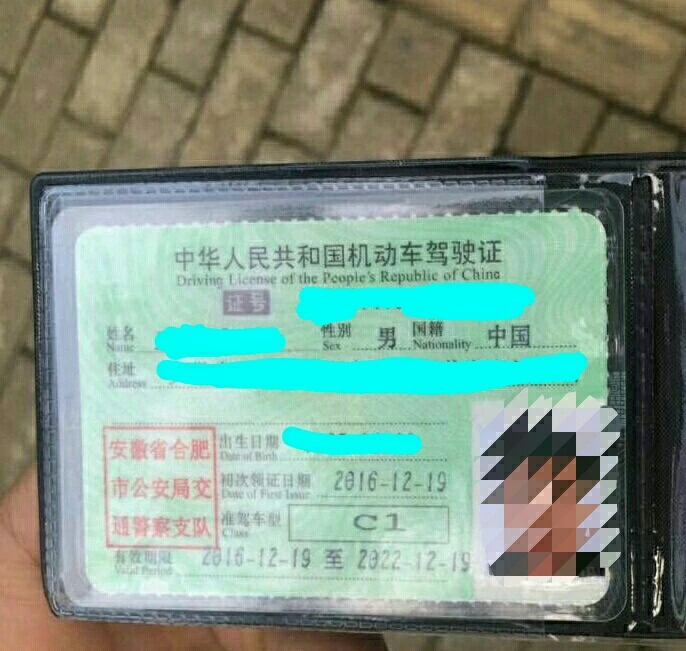 中华人民共和国机动车驾驶证
Driving License of the People's Republic of China
证号
姓名 性别 男 国籍 中国
Name Sex Nationality
住址
Address
出生日期
Date of Birth
安徽省合肥
市公安局交
通警察支队
初次领证日期 2016-12-19
Date of First Issue
准驾车型 C1
Class
有效期限 2016-12-19 至 2022-12-19
Valid Period